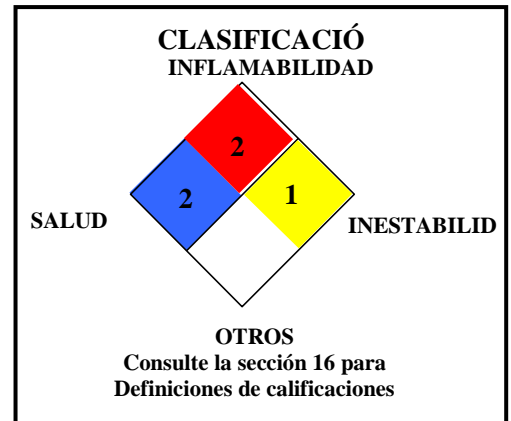 CLASIFICACIÓ
INFLAMABILIDAD
2
2 1
SALUD
INESTABILID
OTROS
Consulte la sección 16 para
Definiciones de calificaciones